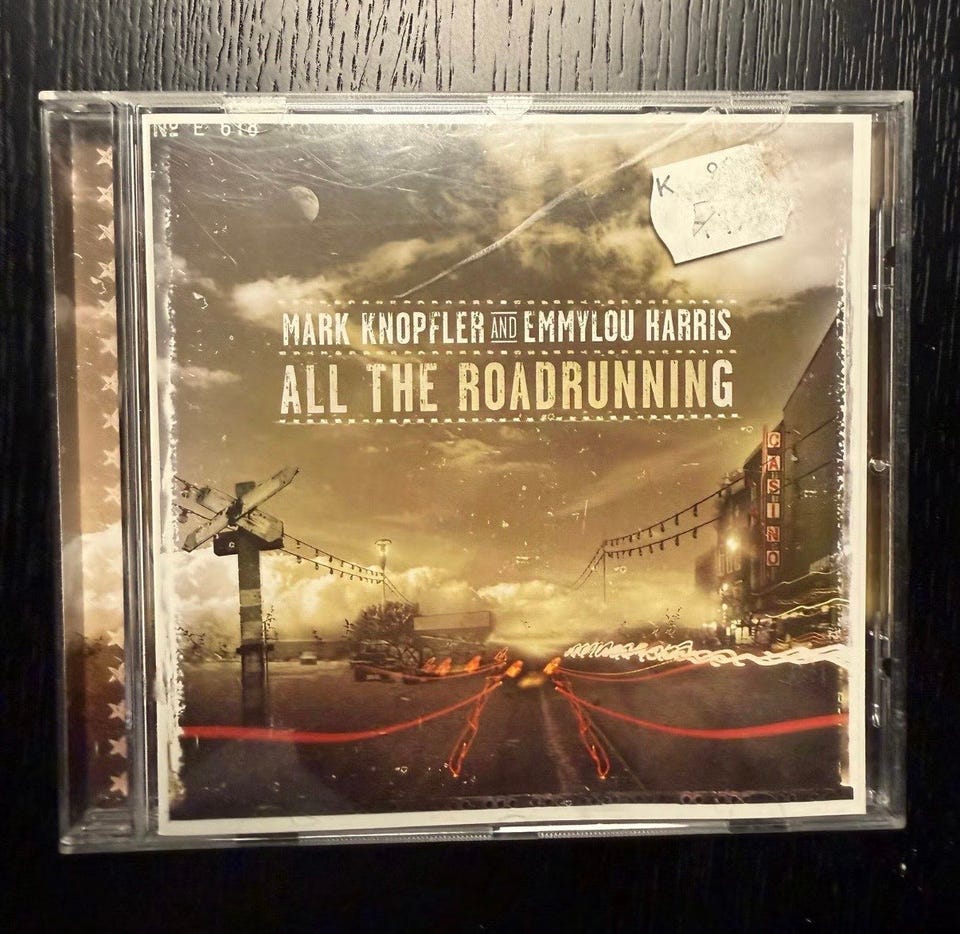 Nº E 618
K
MARK KNOPFLER AND EMMYLOU HARRIS
ALL THE ROADRUNNING
CASINO